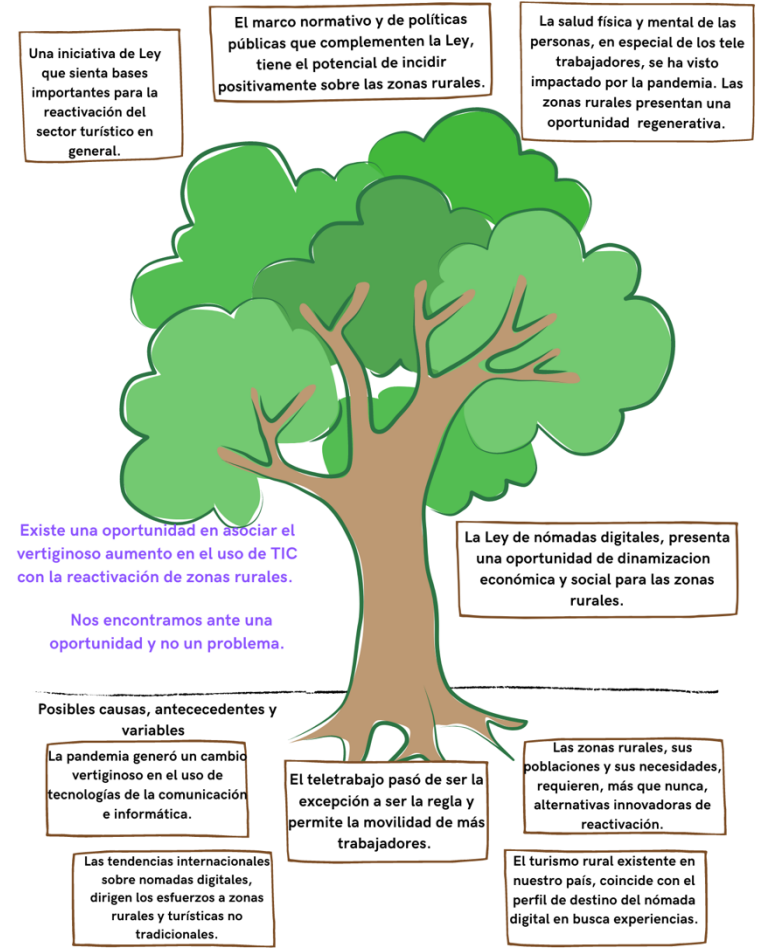 Una iniciativa de Ley
que sienta bases
importantes para la
reactivación del
sector turístico en
general.
El marco normativo y de políticas
públicas que complementen la Ley,
tiene el potencial de incidir
positivamente sobre las zonas rurales.
La salud física y mental de las
personas, en especial de los tele
trabajadores, se ha visto
impactado por la pandemia. Las
zonas rurales presentan una
oportunidad regenerativa.
Existe una oportunidad en asociar el
vertiginoso aumento en el uso de TIC
con la reactivación de zonas rurales.
Nos encontramos ante una
oportunidad y no un problema.
La Ley de nómadas digitales, presenta
una oportunidad de dinamizacion
económica y social para las zonas
rurales.
Posibles causas, antececedentes y
variables
La pandemia generó un cambio
vertiginoso en el uso de
tecnologías de la comunicación
e informática.
El teletrabajo pasó de ser la
excepción a ser la regla y
permite la movilidad de más
trabajadores.
Las zonas rurales, sus
poblaciones y sus necesidades,
requieren, más que nunca,
alternativas innovadoras de
reactivación.
Las tendencias internacionales
sobre nomadas digitales,
dirigen los esfuerzos a zonas
rurales y turísticas no
tradicionales.
El turismo rural existente en
nuestro país, coincide con el
perfil de destino del nómada
digital en busca experiencias.